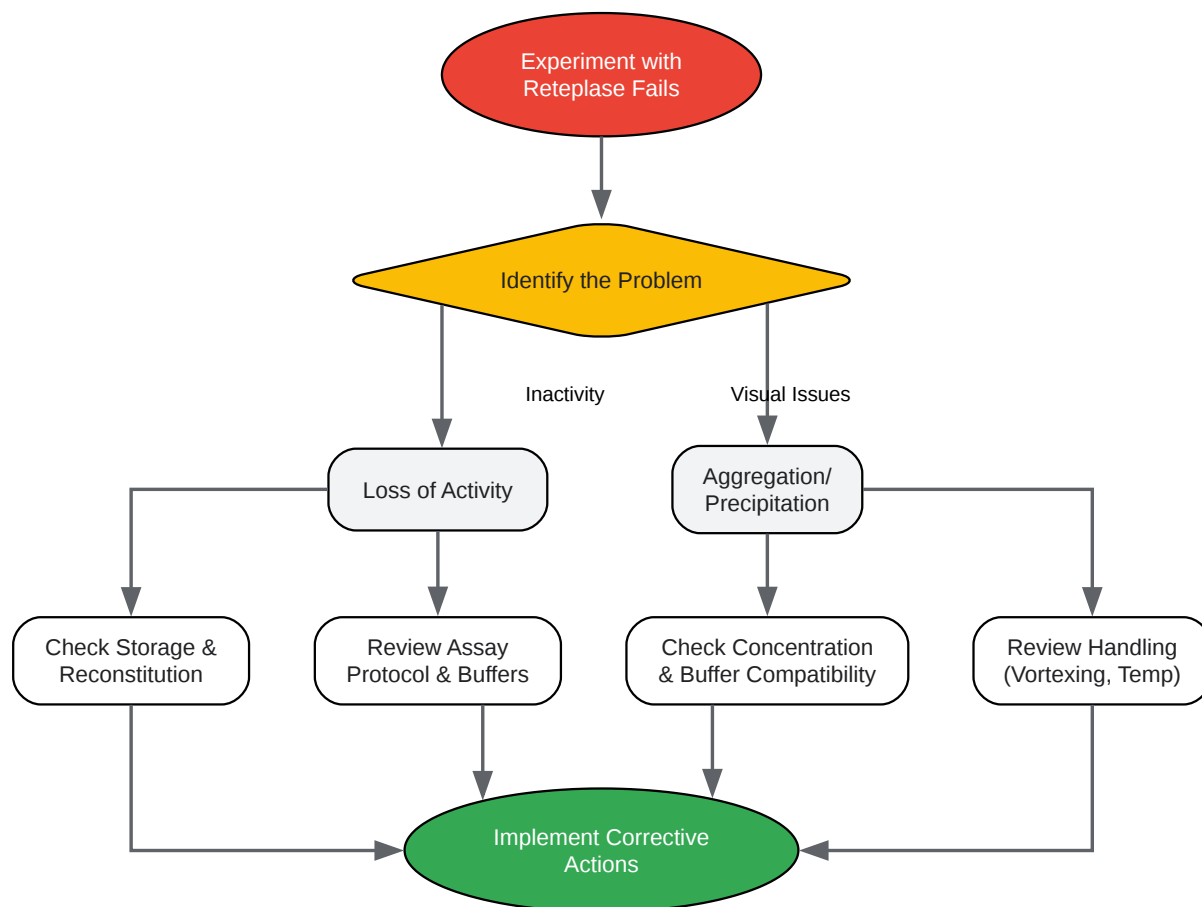 Experiment with
Reteplase Fails
Identify the Problem
Inactivity
Visual Issues
Loss of Activity
Aggregation/
Precipitation
Check Storage &
Reconstitution
Review Assay
Protocol & Buffers
Check Concentration
& Buffer Compatibility
Review Handling
(Vortexing, Temp)
Implement Corrective
Actions